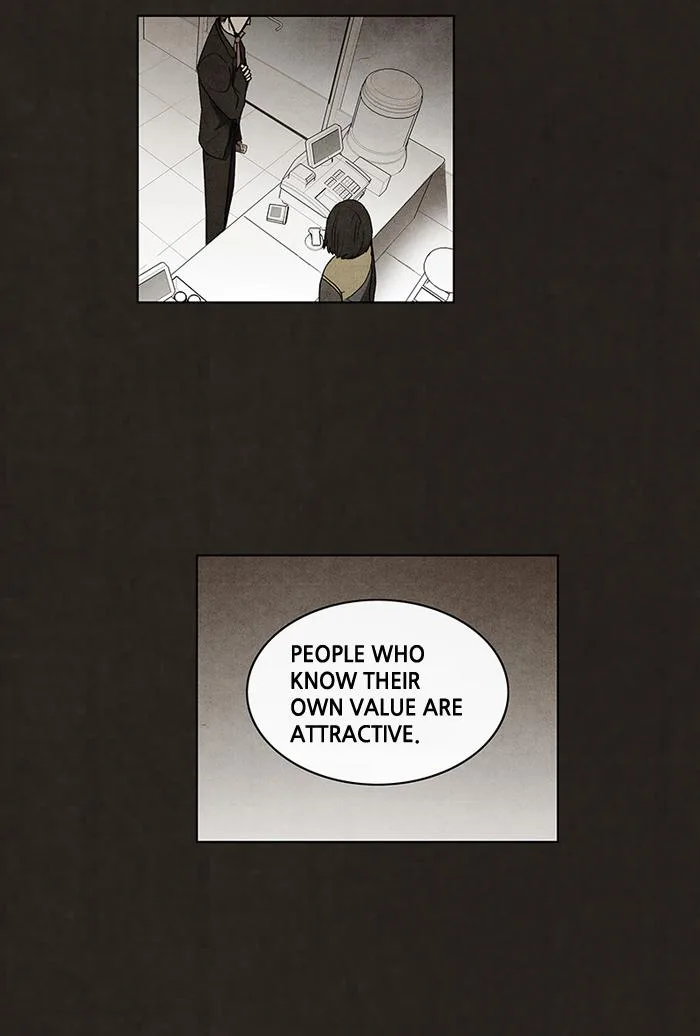 PEOPLE WHO
KNOW THEIR
OWN VALUE ARE
ATTRACTIVE.